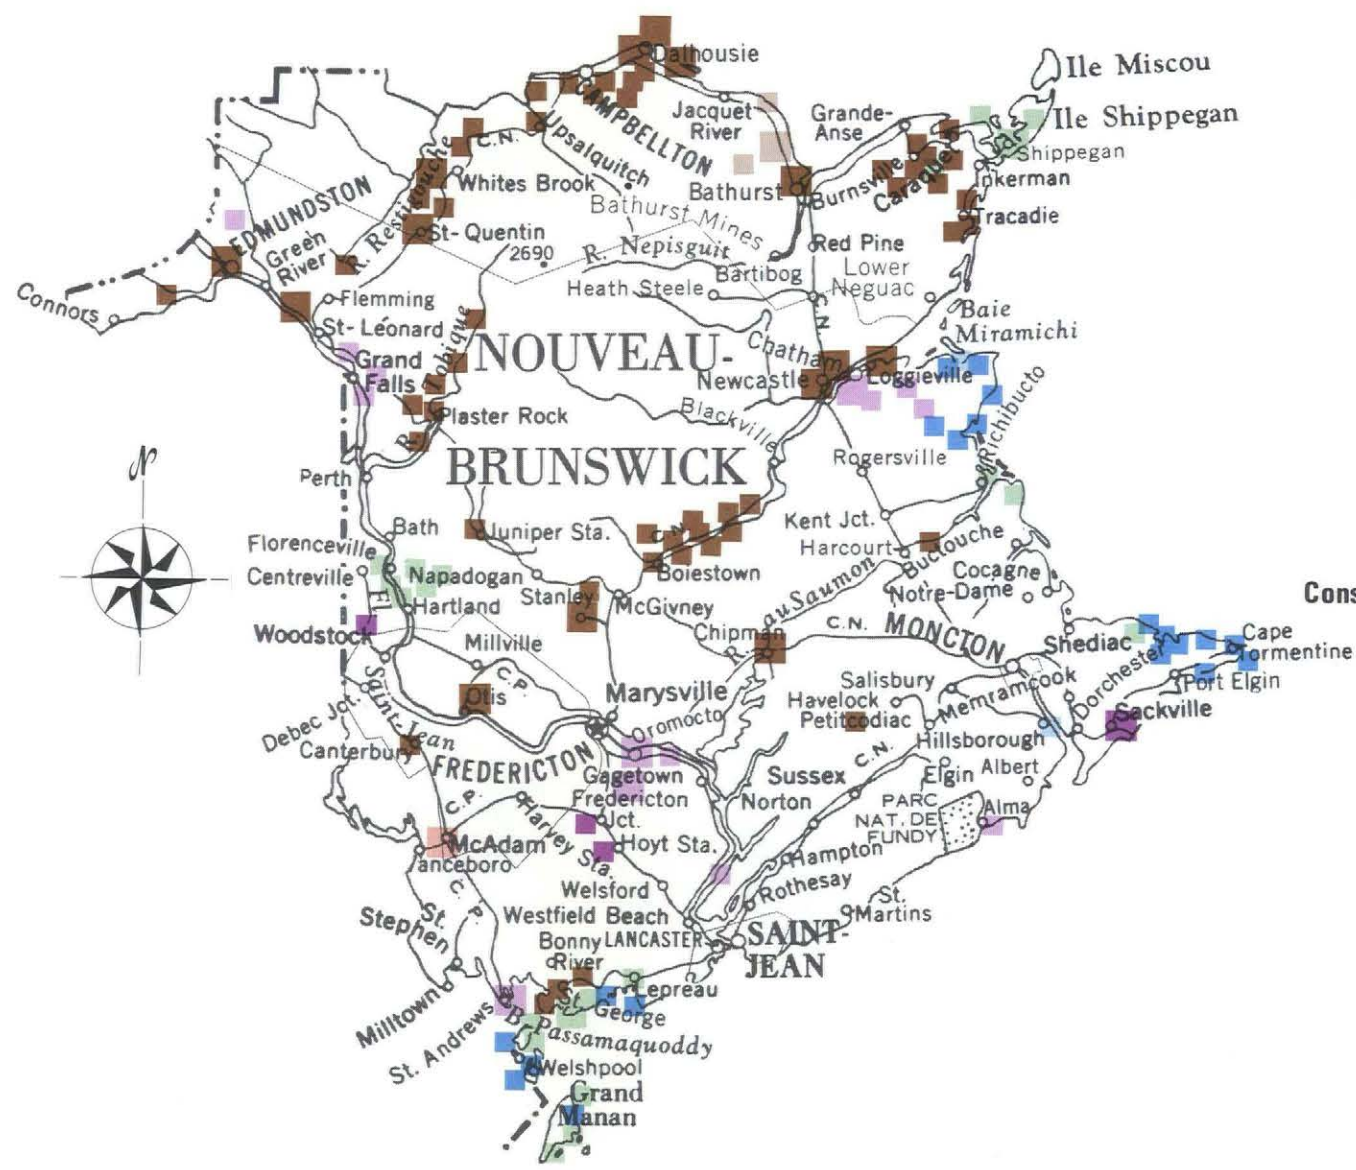 Ile Miscou
Dalhousie
Jacquet
River
Grande-
Anse
Ile Shippegan
CAMPBELLTON
C.N.
Upsalquitch
Shippegan
Whites Brook
R. Restigouche
Bathurst
Burnsville
Caraquet
Inkerman
EDMUNDSTON
Bathurst Mines
Tracadie
Green
River
St-Quentin
2690
R. Nepisguit
Red Pine
Bartibog
Lower
Neguac
Connors
Flemming
Heath Steele
C.N.
St-Léonard
R. Tobique
Baie
Miramichi
NOUVEAU-
Chatham
Grand
Falls
Newcastle
Loggieville
Plaster Rock
Blackville
Richibucto
N
BRUNSWICK
Rogersville
Perth
Bath
Juniper Sta.
C.N.
Kent Jct.
Florenceville
Harcourt
Buctouche
Centreville
Napadogan
Boiestown
Cocagne
Stanley
Notre-Dame
Cons
Fl.
Hartland
McGivney
R. au Saumon
Woodstock
Millville
Chipman
C.N.
MONCTON
Shediac
Cape
Tormentine
C.P.
Saint-Jean
Otis
Marysville
Salisbury
Memramcook
Dorchester
Port Elgin
Debec Jct.
Havelock
Petitcodiac
Sackville
Canterbury
Oromocto
Hillsborough
FREDERICTON
C.N.
Gagetown
Sussex
Elgin
Albert
C.P.
Fredericton
Jct.
Norton
PARC
NAT. DE
FUNDY
Alma
McAdam
Harvey Sta.
Hoyt Sta.
anceboro
Hampton
C.P.
Welsford
Rothesay
St.
Stephen
Westfield Beach
St.
Martins
Bonny
River
LANCASTER
SAINT-
JEAN
Milltown
St. Andrews
St.
George
Lepreau
B. Passamaquoddy
Welshpool
Grand
Manan